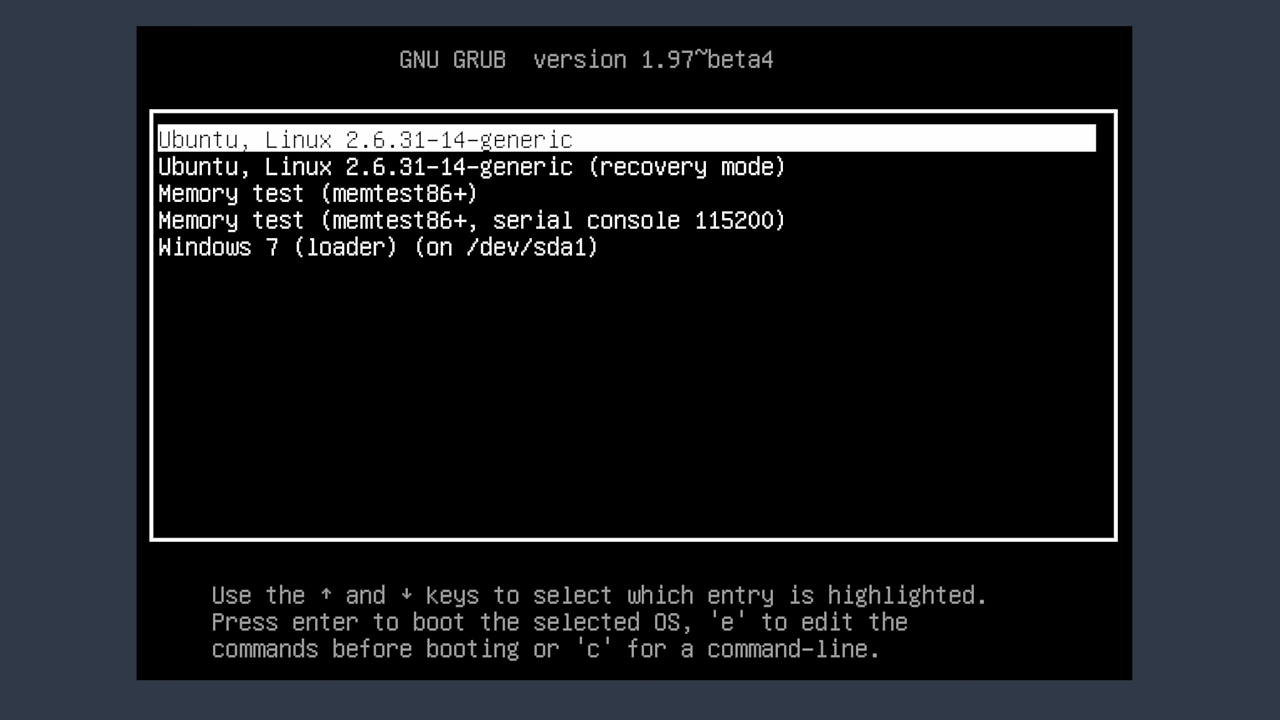 GNU GRUB  version 1.97~beta4
Ubuntu, Linux 2.6.31-14-generic
Ubuntu, Linux 2.6.31-14-generic (recovery mode)
Memory test (memtest86+)
Memory test (memtest86+, serial console 115200)
Windows 7 (loader) (on /dev/sda1)
Use the ↑ and ↓ keys to select which entry is highlighted.
Press enter to boot the selected OS, 'e' to edit the
commands before booting or 'c' for a command-line.